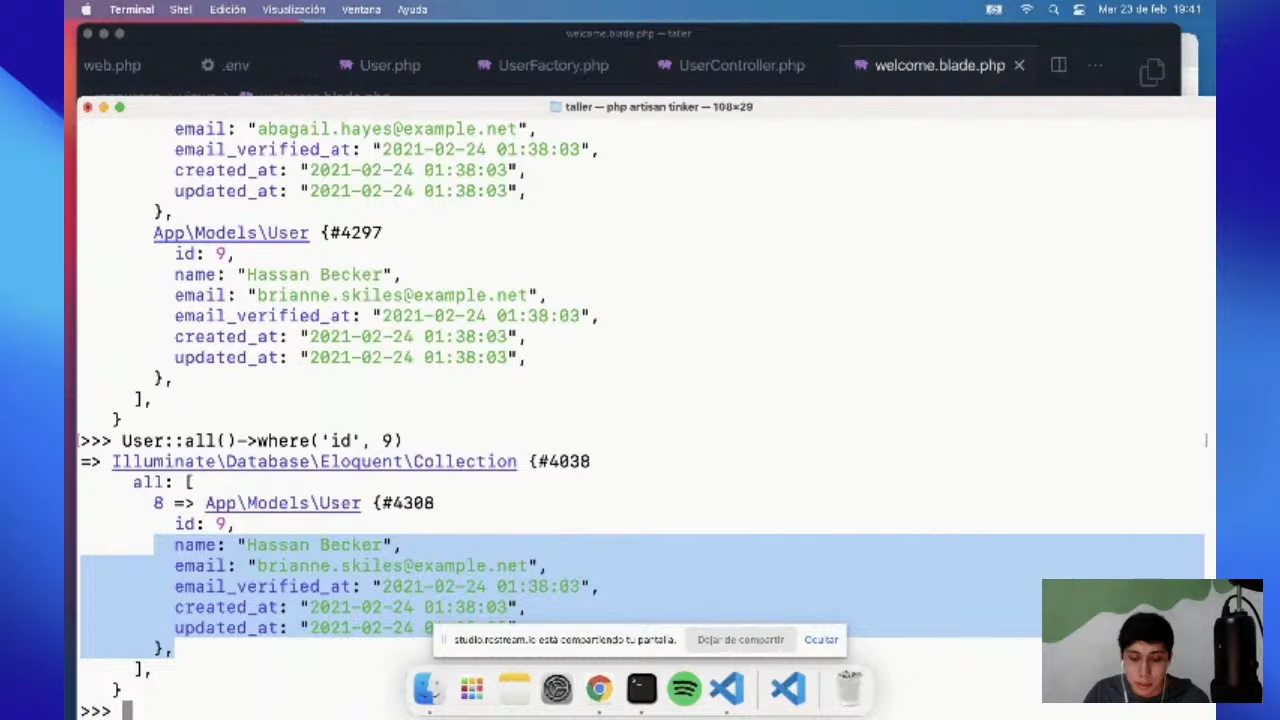 Terminal Shell Edición Visualización Ventana Ayuda Mar 23 de feb 19:41
welcome.blade.php — taller
web.php .env User.php UserFactory.php UserController.php welcome.blade.php
taller — php artisan tinker — 108×29
email: "abagail.hayes@example.net",
email_verified_at: "2021-02-24 01:38:03",
created_at: "2021-02-24 01:38:03",
updated_at: "2021-02-24 01:38:03",
},
App\Models\User {#4297
id: 9,
name: "Hassan Becker",
email: "brianne.skiles@example.net",
email_verified_at: "2021-02-24 01:38:03",
created_at: "2021-02-24 01:38:03",
updated_at: "2021-02-24 01:38:03",
},
],
}
>>> User::all()->where('id', 9)
=> Illuminate\Database\Eloquent\Collection {#4038
all: [
8 => App\Models\User {#4308
id: 9,
name: "Hassan Becker",
email: "brianne.skiles@example.net",
email_verified_at: "2021-02-24 01:38:03",
created_at: "2021-02-24 01:38:03",
updated_at: "2021-02-24 01:38:03",
},
studio.restream.io está compartiendo tu pantalla. Dejar de compartir Ocultar
],
}
>>>